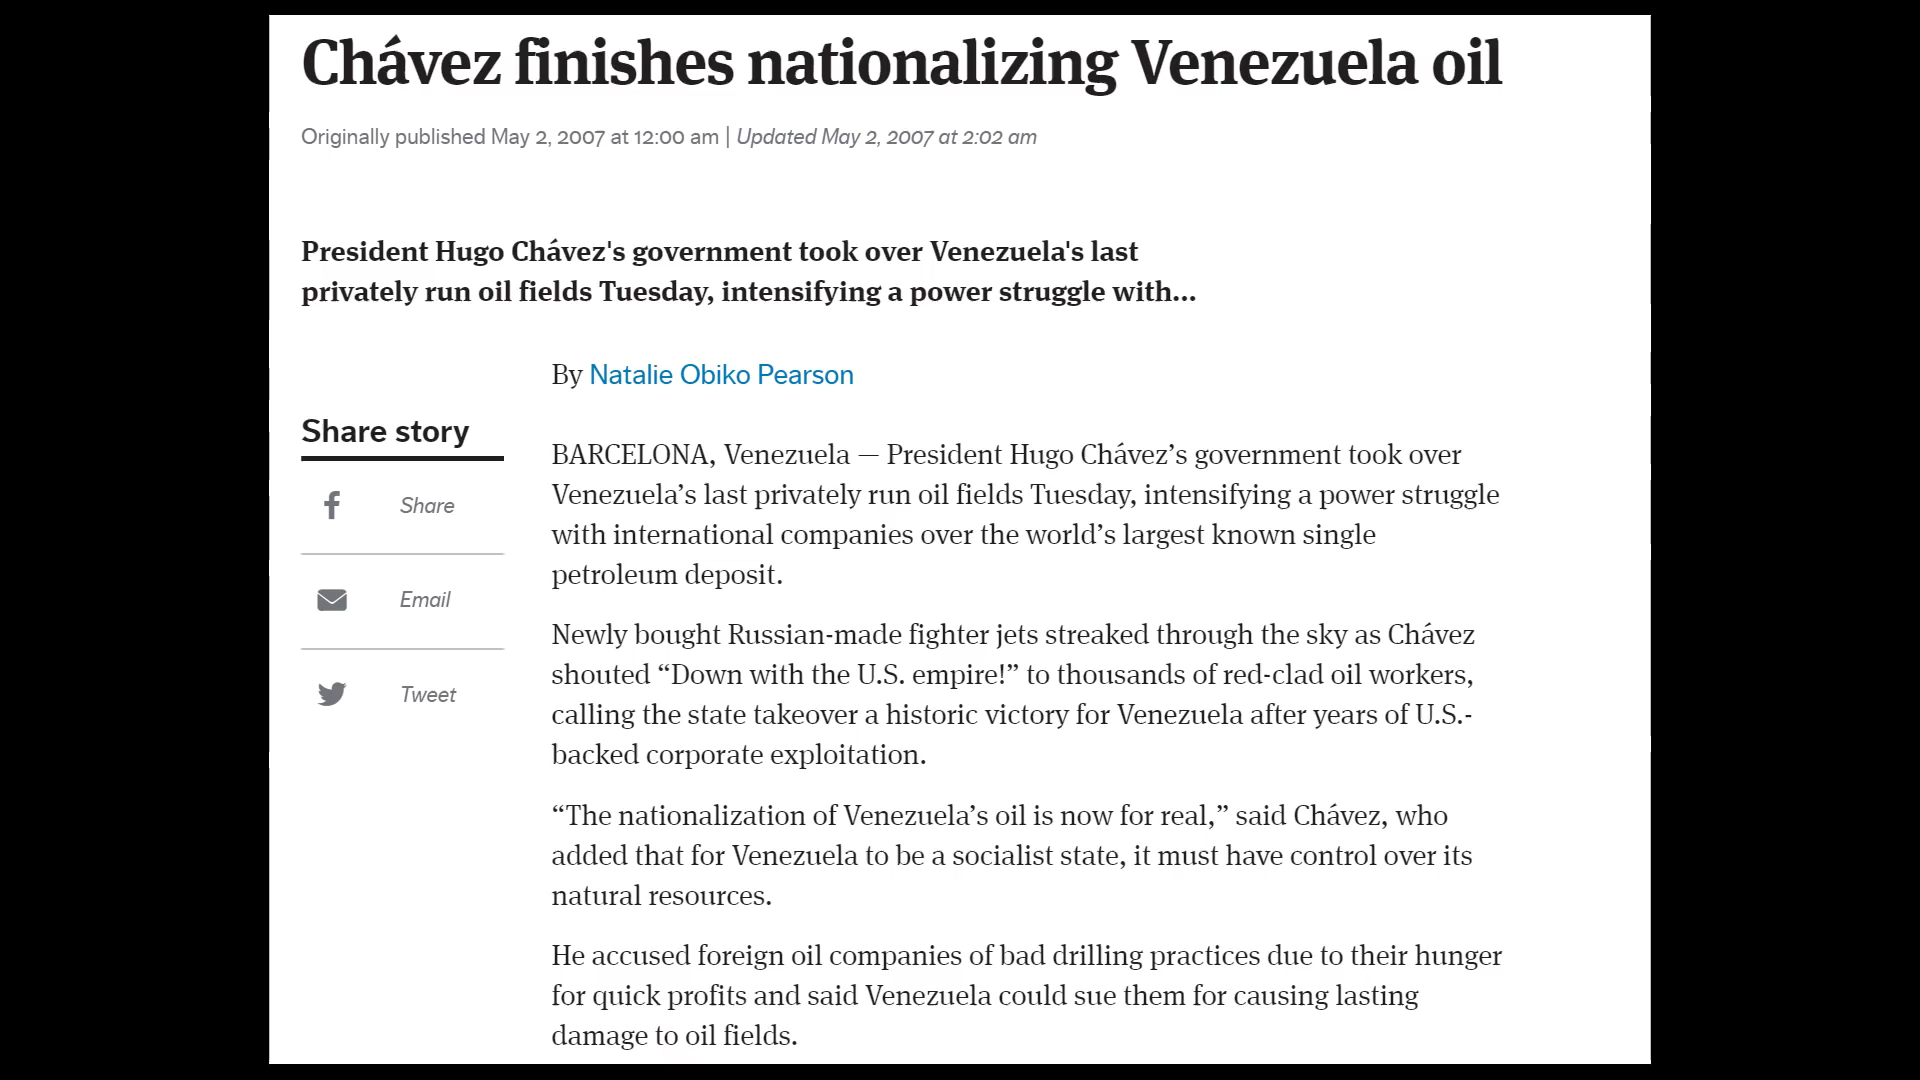 Chávez finishes nationalizing Venezuela oil
Originally published May 2, 2007 at 12:00 am | Updated May 2, 2007 at 2:02 am
President Hugo Chávez's government took over Venezuela's last
privately run oil fields Tuesday, intensifying a power struggle with...
By Natalie Obiko Pearson
Share story
Share
Email
Tweet
BARCELONA, Venezuela — President Hugo Chávez’s government took over
Venezuela’s last privately run oil fields Tuesday, intensifying a power struggle
with international companies over the world’s largest known single
petroleum deposit.
Newly bought Russian-made fighter jets streaked through the sky as Chávez
shouted “Down with the U.S. empire!” to thousands of red-clad oil workers,
calling the state takeover a historic victory for Venezuela after years of U.S.-
backed corporate exploitation.
“The nationalization of Venezuela’s oil is now for real,” said Chávez, who
added that for Venezuela to be a socialist state, it must have control over its
natural resources.
He accused foreign oil companies of bad drilling practices due to their hunger
for quick profits and said Venezuela could sue them for causing lasting
damage to oil fields.